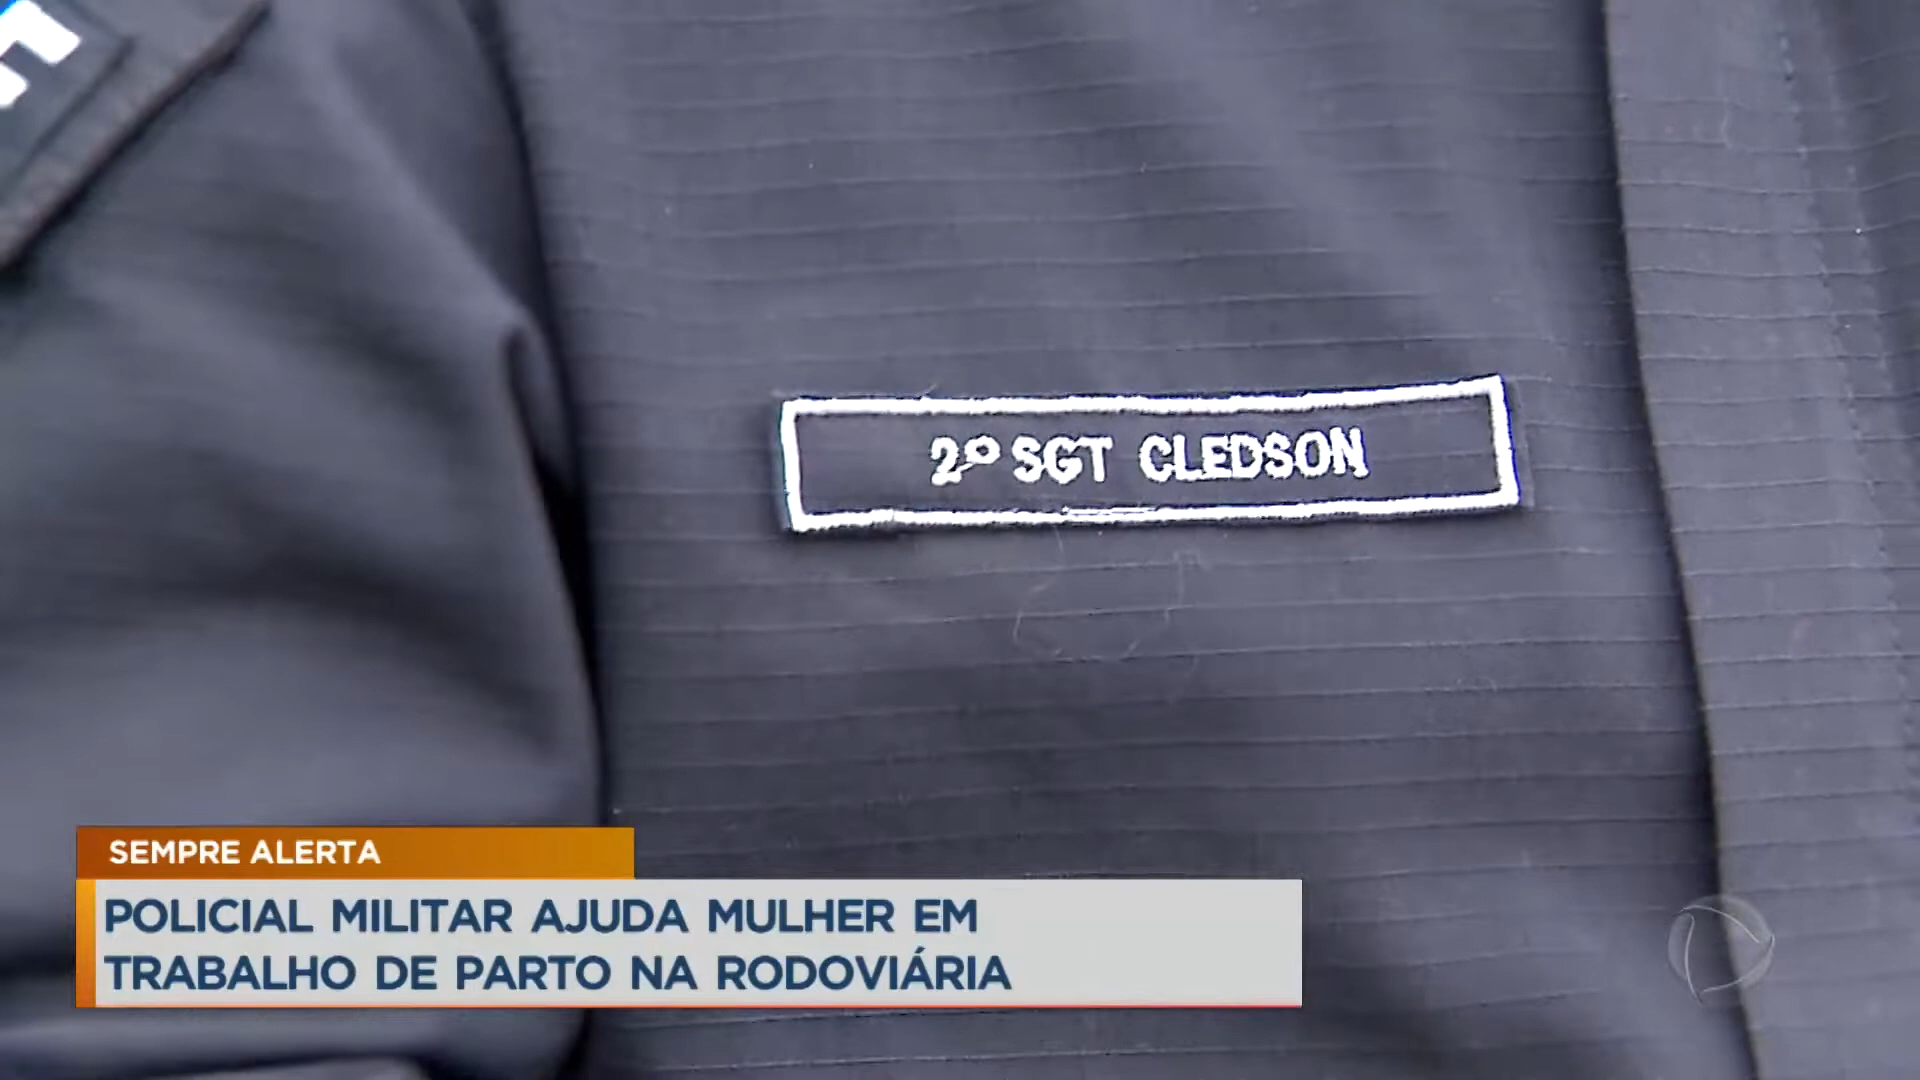 2º SGT CLEDSON
SEMPRE ALERTA
POLICIAL MILITAR AJUDA MULHER EM
TRABALHO DE PARTO NA RODOVIÁRIA